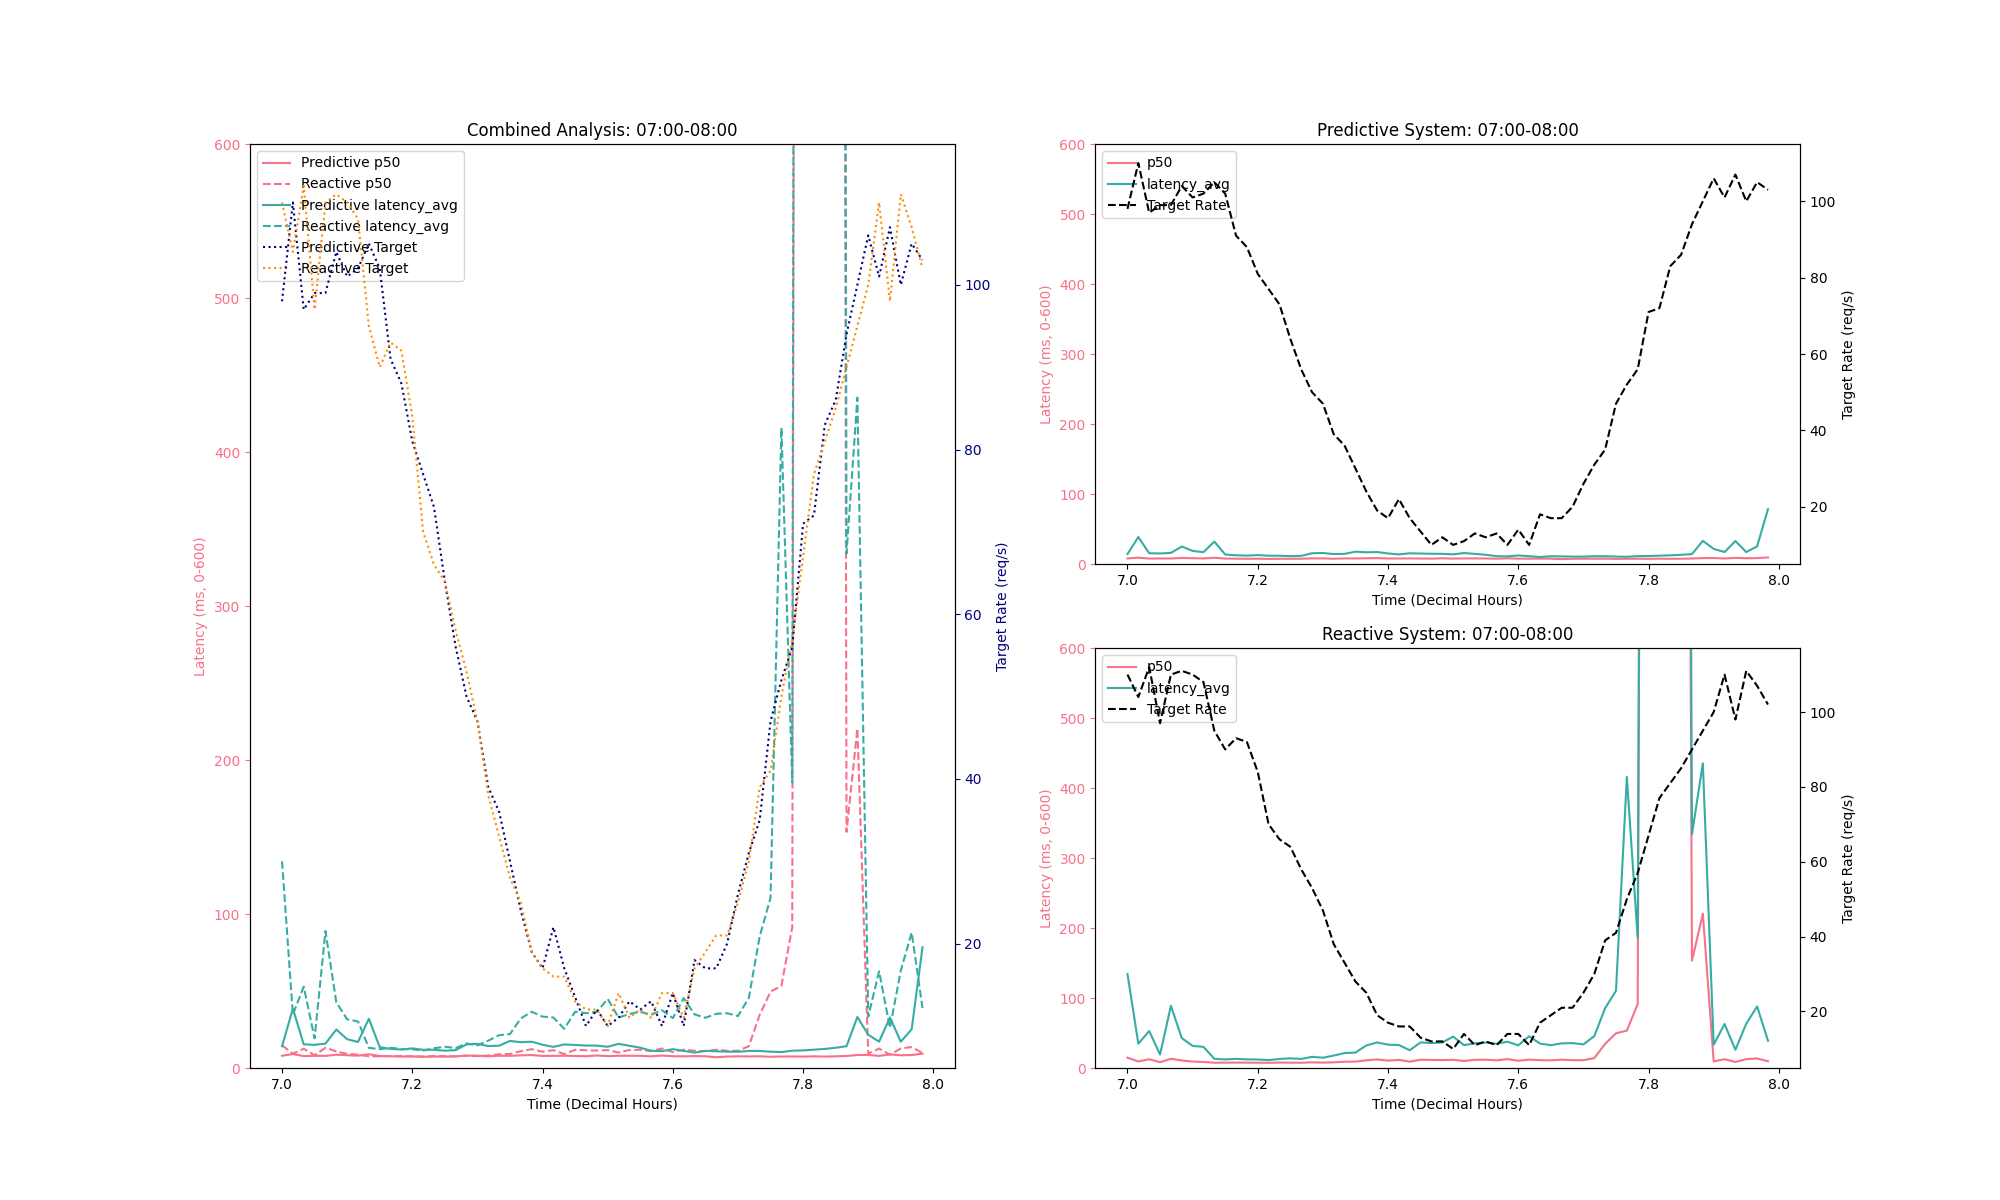 Combined Analysis: 07:00-08:00
Predictive p50
Reactive p50
Predictive latency_avg
Reactive latency_avg
Predictive Target
Reactive Target
600
500
400
300
200
100
0
Latency (ms, 0-600)
100
80
60
40
20
Target Rate (req/s)
7.0 7.2 7.4 7.6 7.8 8.0
Time (Decimal Hours)
Predictive System: 07:00-08:00
p50
latency_avg
Target Rate
600
500
400
300
200
100
0
Latency (ms, 0-600)
100
80
60
40
20
Target Rate (req/s)
7.0 7.2 7.4 7.6 7.8 8.0
Time (Decimal Hours)
Reactive System: 07:00-08:00
p50
latency_avg
Target Rate
600
500
400
300
200
100
0
Latency (ms, 0-600)
100
80
60
40
20
Target Rate (req/s)
7.0 7.2 7.4 7.6 7.8 8.0
Time (Decimal Hours)